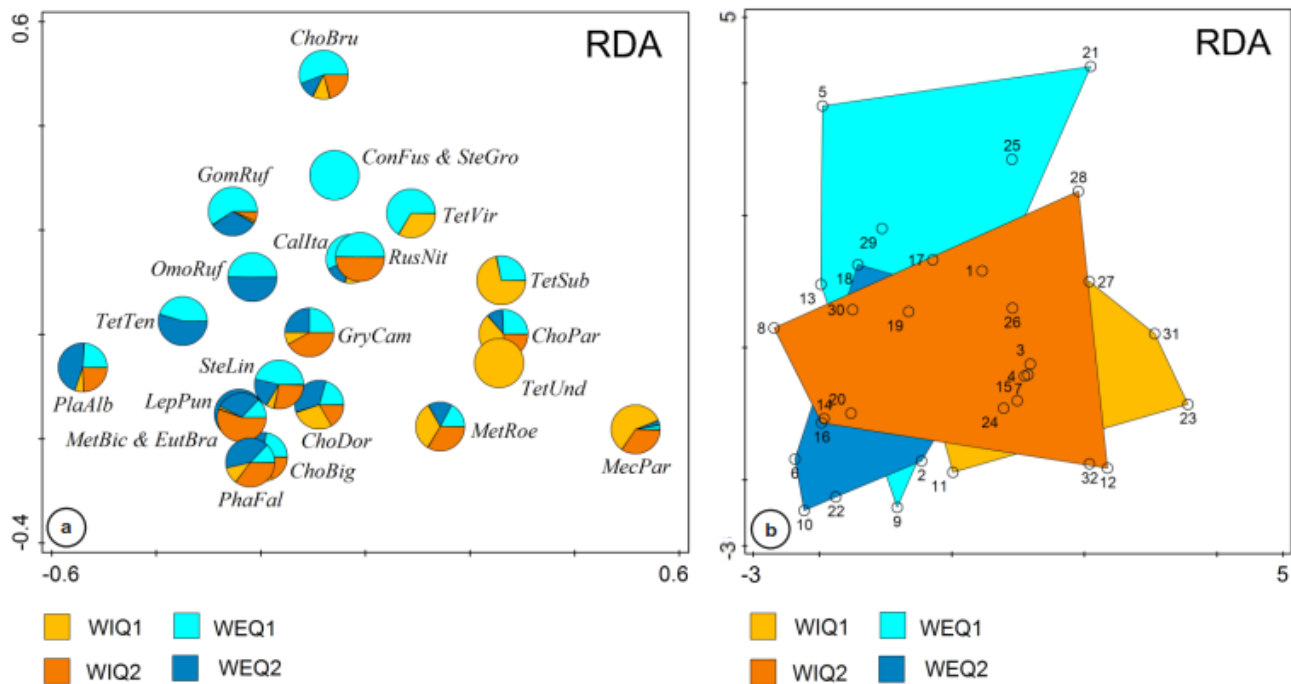 0.6
RDA
ChoBru
ConFus & SteGro
GomRuf
TetVir
CalIta
RusNit
OmoRuf
TetSub
TetTen
GryCam
ChoPar
SteLin
TetUnd
PlaAlb
LepPun
MetBic & EutBra
ChoDor
MetRoe
MecPar
ChoBig
PhaFal
a
-0.4
-0.6
0.6
WIQ1
WEQ1
WIQ2
WEQ2
5
RDA
21
5
25
28
29
17
18
1
27
13
30
19
26
8
31
3
4
15
7
14
20
24
23
16
6
2
11
32
12
10
22
9
b
-3
-3
5
WIQ1
WEQ1
WIQ2
WEQ2